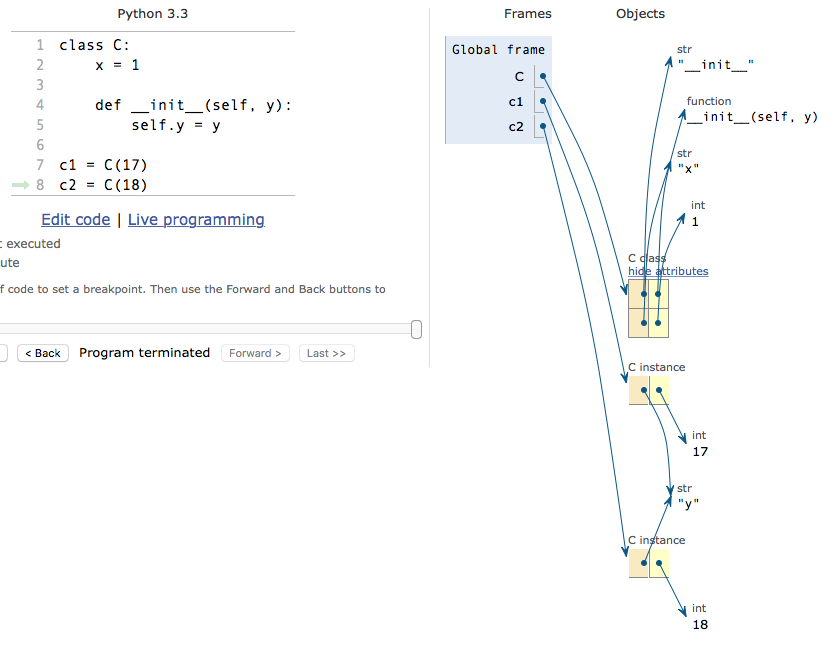 Python 3.3
1 class C:
2     x = 1
3
4     def __init__(self, y):
5         self.y = y
6
7 c1 = C(17)
8 c2 = C(18)
Edit code | Live programming
executed
ute
f code to set a breakpoint. Then use the Forward and Back buttons to
< Back Program terminated Forward > Last >>
Frames Objects
Global frame
C
c1
c2
str
"__init__"
function
__init__(self, y)
str
"x"
int
1
C class
hide attributes
C instance
int
17
str
"y"
C instance
int
18